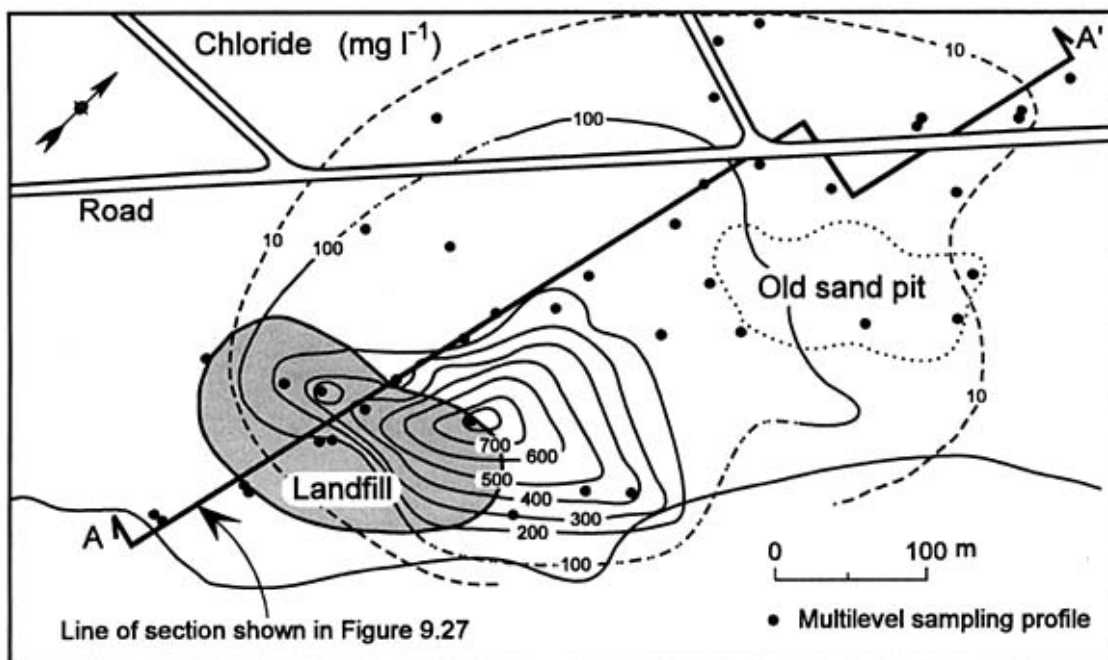 Chloride (mg l⁻¹)
10
A'
100
Road
10
100
Old sand pit
10
700
600
500
Landfill
400
300
200
A
100
0 100 m
Line of section shown in Figure 9.27
Multilevel sampling profile